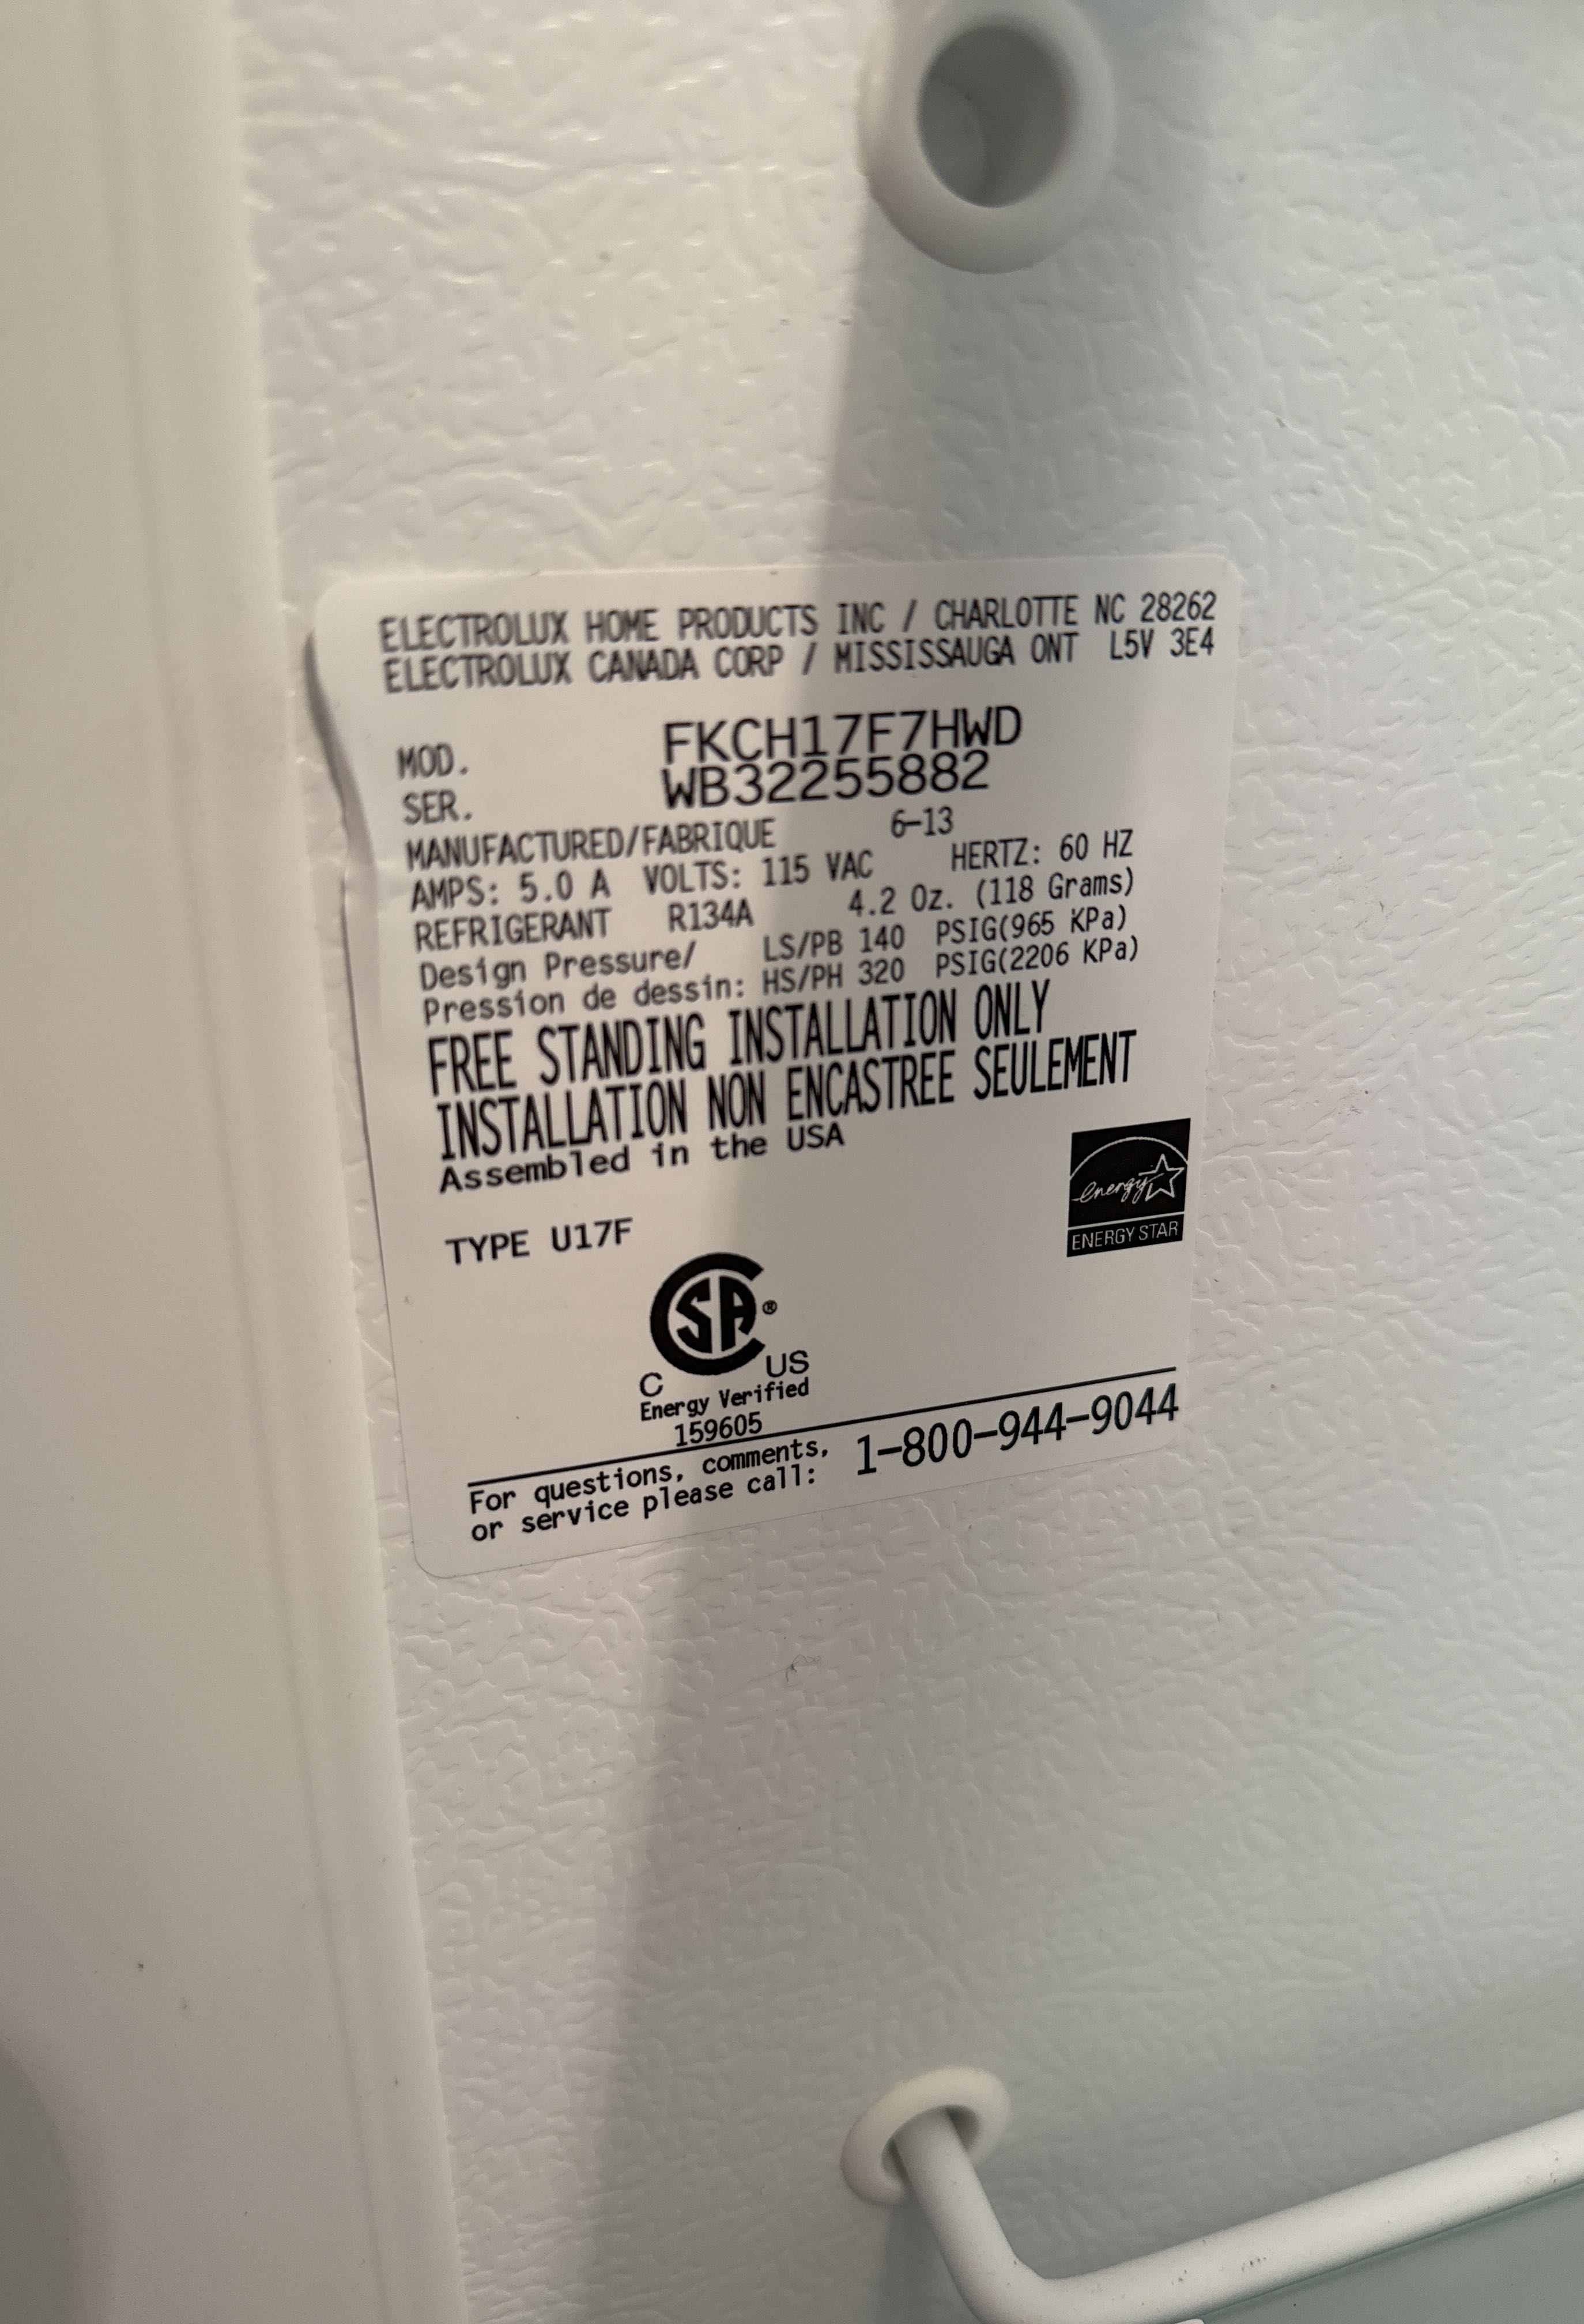 ELECTROLUX HOME PRODUCTS INC / CHARLOTTE NC 28262
ELECTROLUX CANADA CORP / MISSISSAUGA ONT L5V 3E4
MOD. FKCH17F7HWD
SER. WB32255882
MANUFACTURED/FABRIQUE 6-13
AMPS: 5.0 A VOLTS: 115 VAC HERTZ: 60 HZ
REFRIGERANT R134A 4.2 Oz. (118 Grams)
Design Pressure/ LS/PB 140 PSIG(965 KPa)
Pression de dessin: HS/PH 320 PSIG(2206 KPa)
FREE STANDING INSTALLATION ONLY
INSTALLATION NON ENCASTREE SEULEMENT
Assembled in the USA
energy
ENERGY STAR
TYPE U17F
CSA®
C US
Energy Verified
159605
For questions, comments, 1-800-944-9044
or service please call: